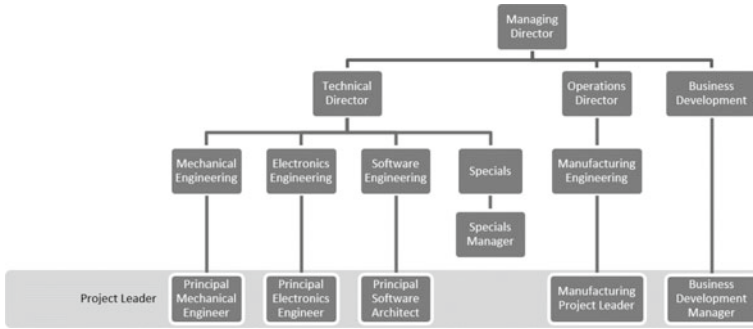 Managing
Director
Technical
Director
Operations
Director
Business
Development
Mechanical
Engineering
Electronics
Engineering
Software
Engineering
Specials
Manufacturing
Engineering
Specials
Manager
Project Leader
Principal
Mechanical
Engineer
Principal
Electronics
Engineer
Principal
Software
Architect
Manufacturing
Project Leader
Business
Development
Manager